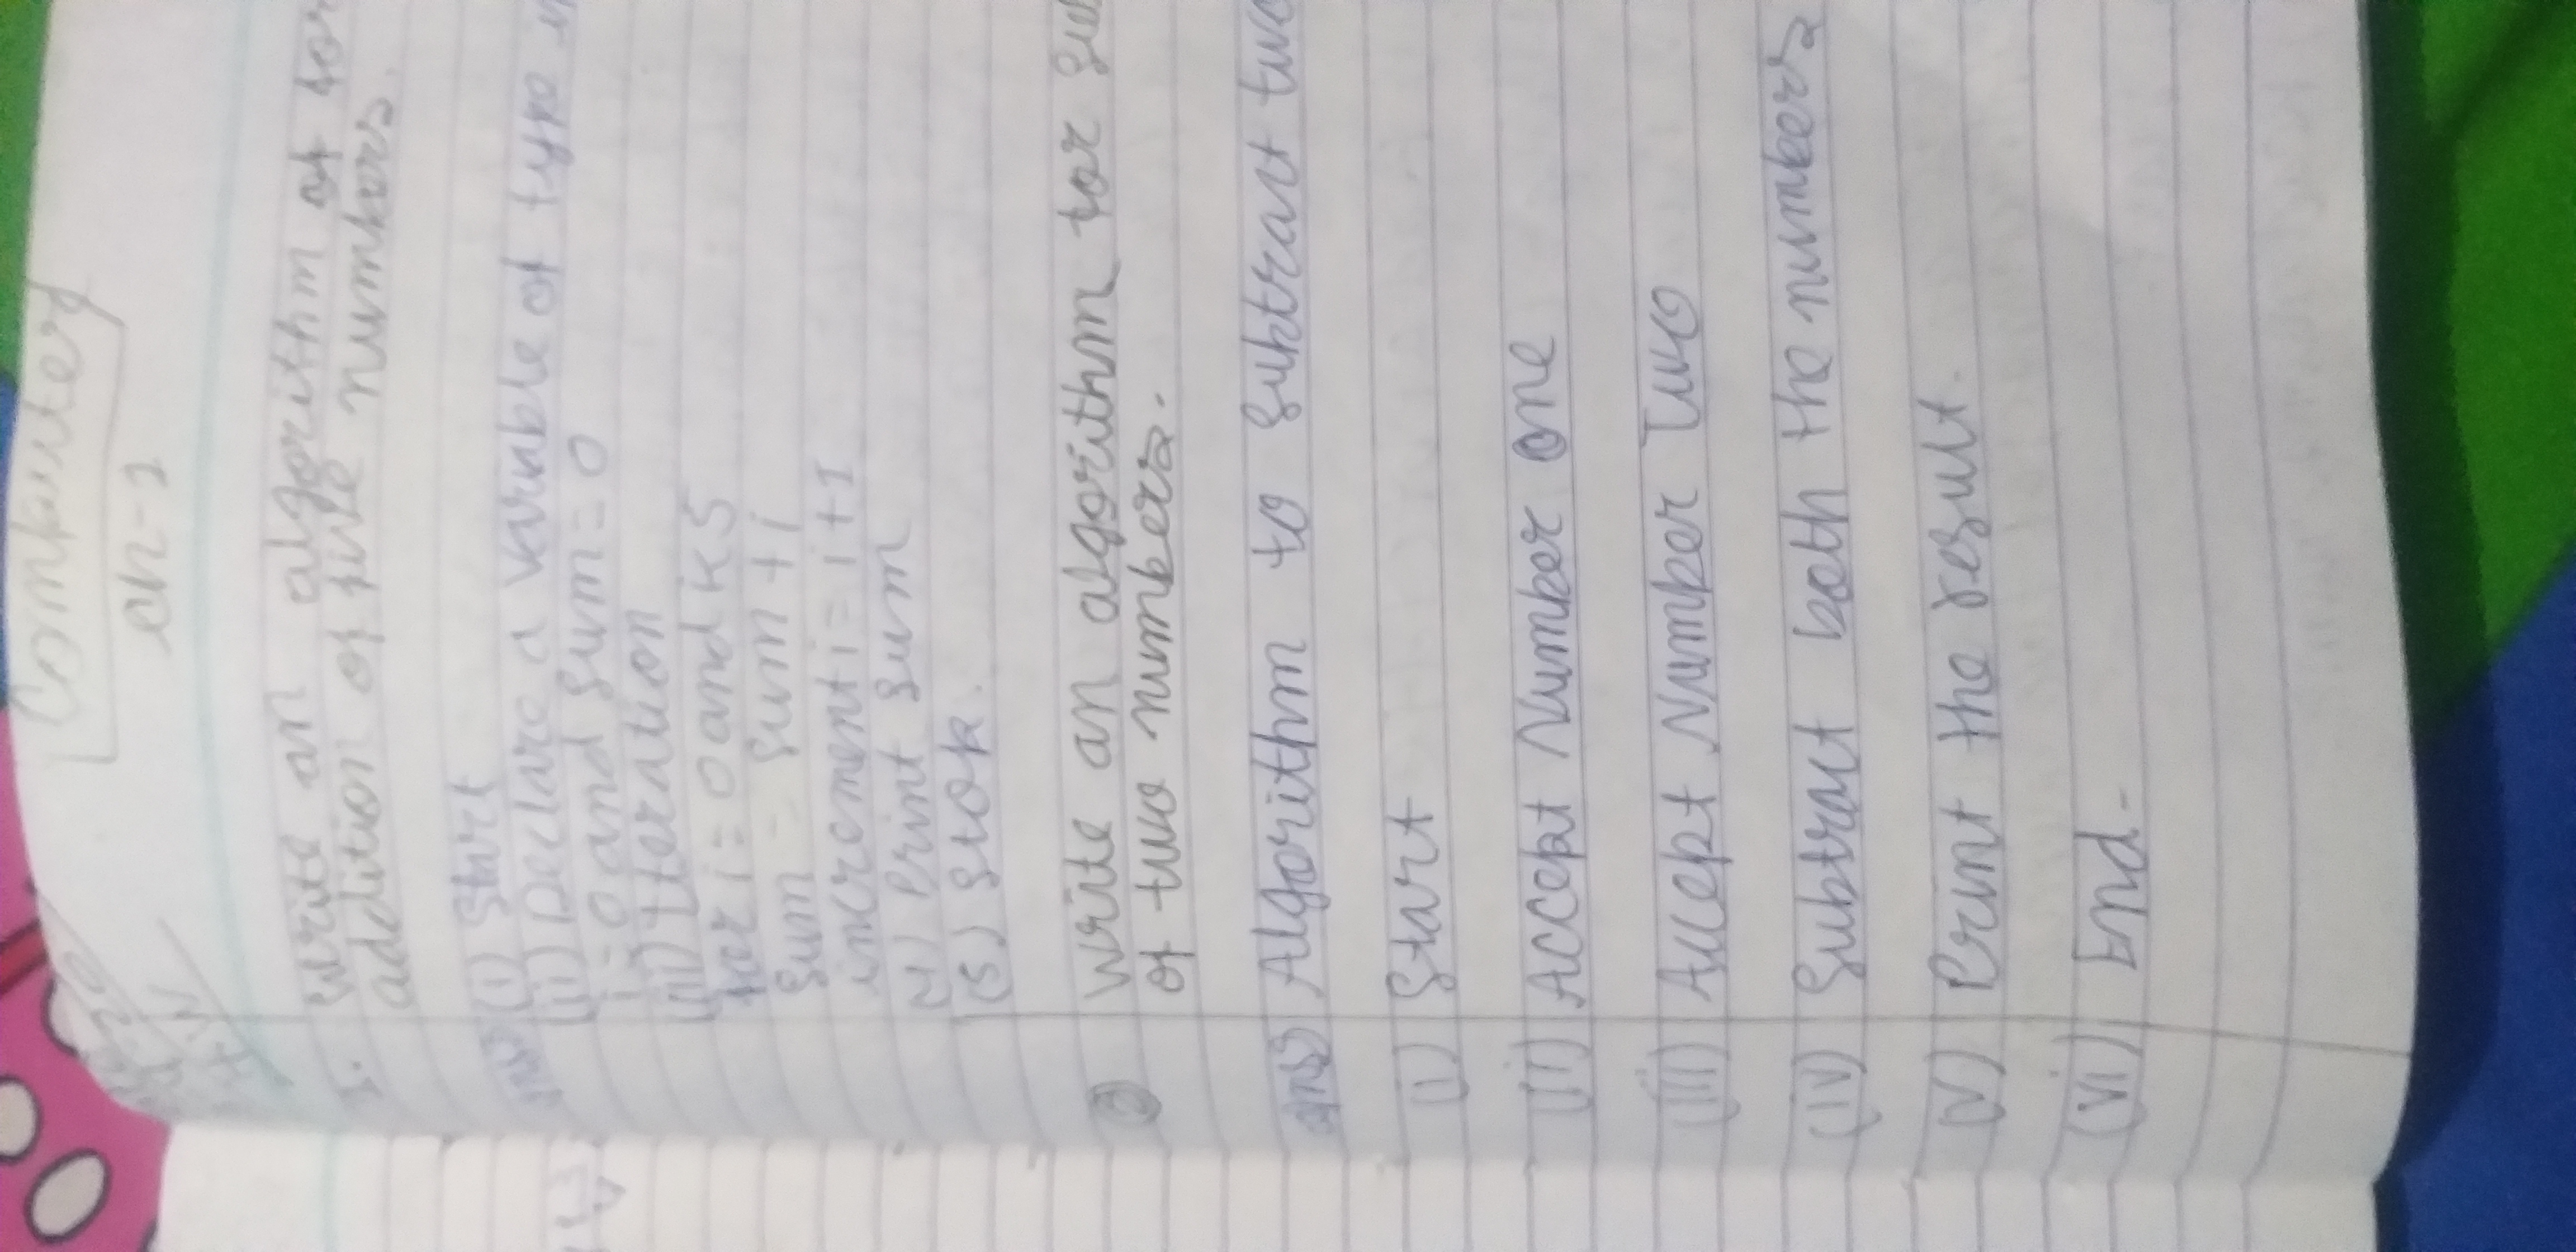 Computer
ch-1
H.W
1. Write an algorithm of for
addition of five numbers.
ans (i) Start
(ii) Declare a variable of type
i=0 and Sum=0
(iii) Iteration
for i=0 and i<5
Sum = Sum + i
increment i = i+1
(4) Print Sum
(5) Stop.
2 Write an algorithm for
of two numbers.
ans Algorithm to Subtract two
(i) Start
(ii) Accept Number one
(iii) Accept Number Two
(iv) Subtract both the numbers
(v) Print the result.
(vi) End-